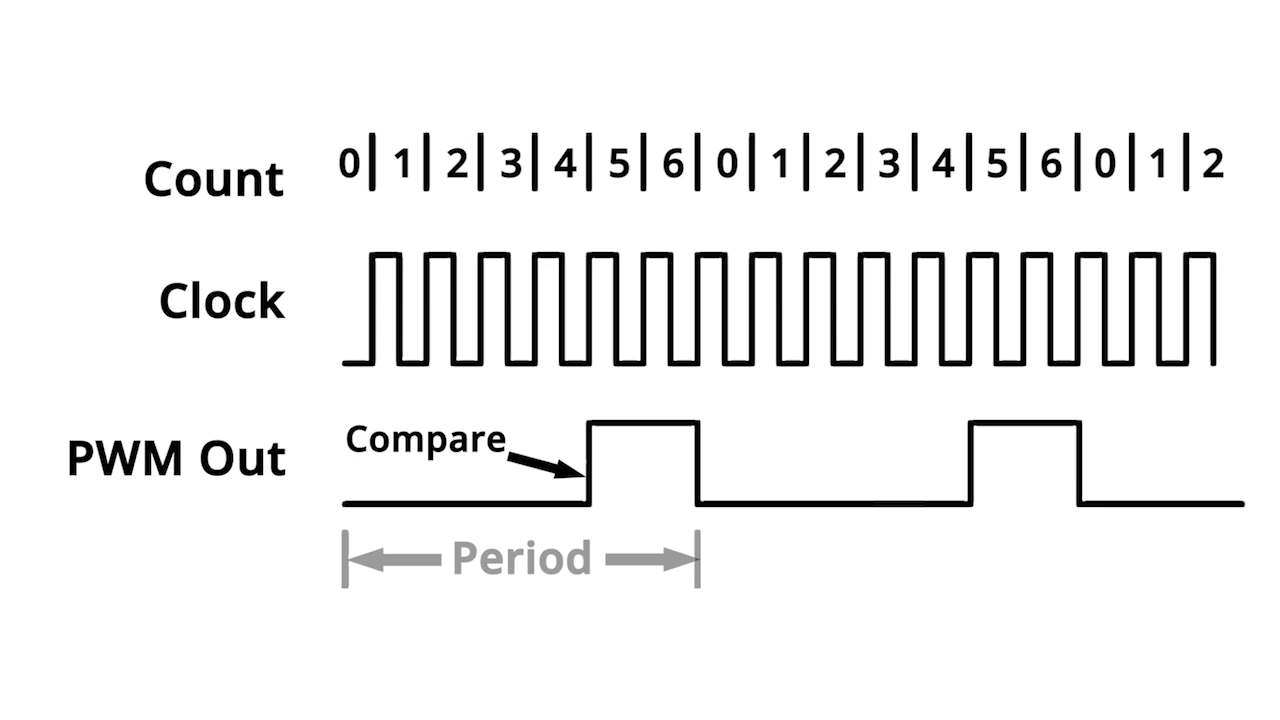 Count 0 1 2 3 4 5 6 0 1 2 3 4 5 6 0 1 2
Clock
Compare
PWM Out
Period